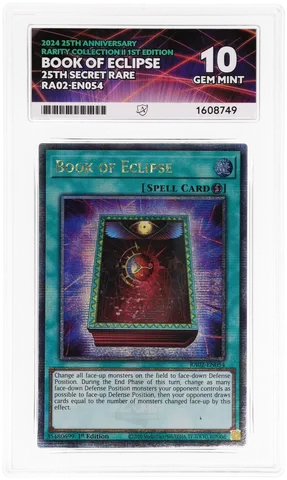 2024 25TH ANNIVERSARY
RARITY COLLECTION II 1ST EDITION
BOOK OF ECLIPSE
25TH SECRET RARE
RA02-EN054
10
GEM MINT
1608749
BOOK OF ECLIPSE
[SPELL CARD]
RA02-EN054
Change all face-up monsters on the field to face-down Defense
Position. During the End Phase of this turn, change as many
face-down Defense Position monsters your opponent controls as
possible to face-up Defense Position, then your opponent draws
cards equal to the number of monsters changed face-up by this
effect.
35480699
1st Edition